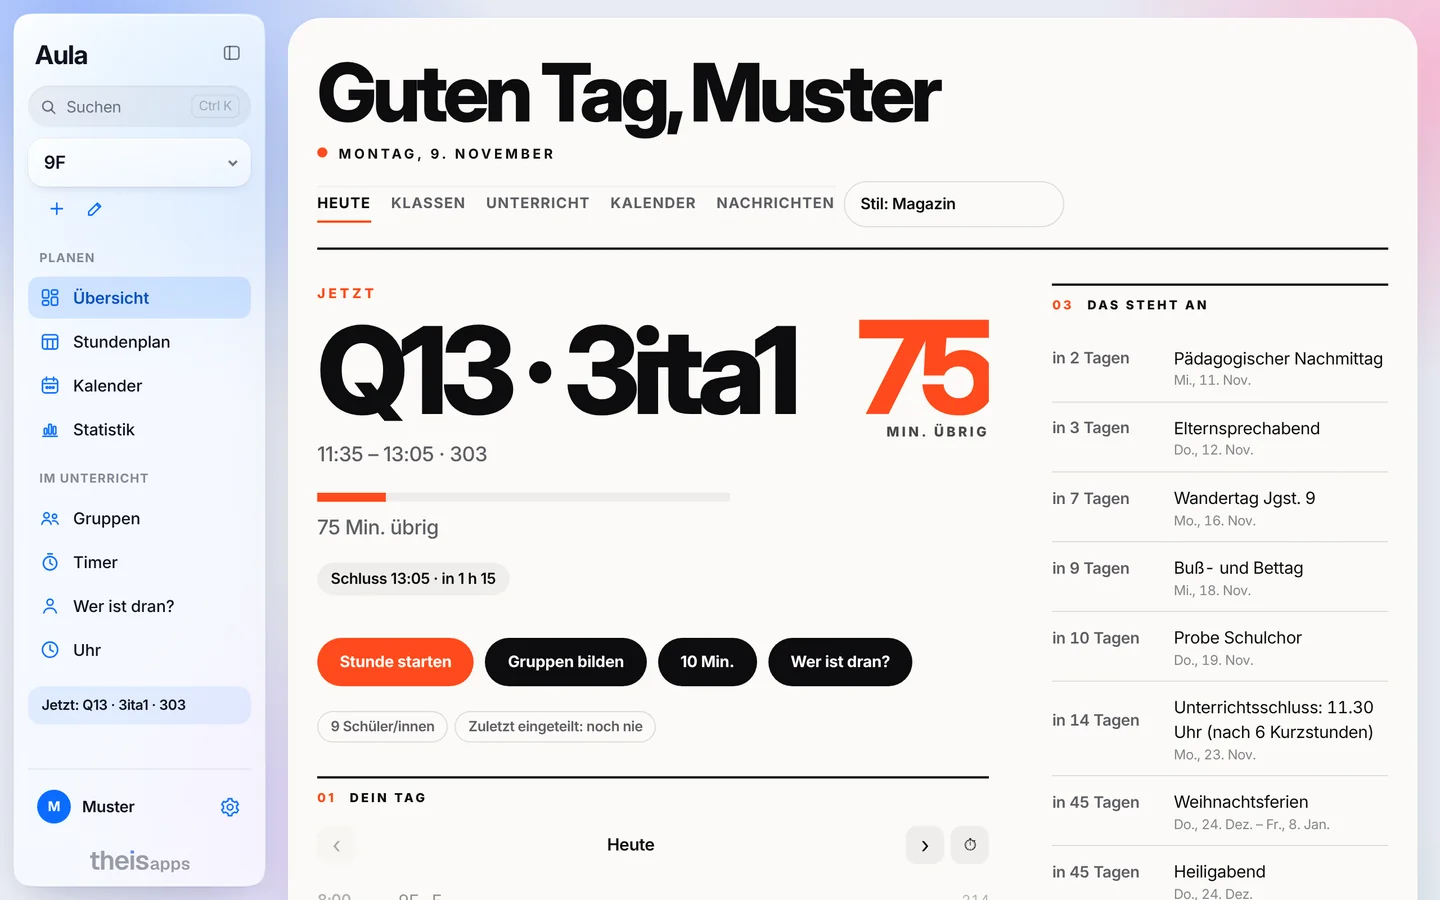 Aula
Suchen Ctrl K
9F
PLANEN
Übersicht
Stundenplan
Kalender
Statistik
IM UNTERRICHT
Gruppen
Timer
Wer ist dran?
Uhr
Jetzt: Q13 · 3ita1 · 303
M Muster
theisapps
Guten Tag, Muster
MONTAG, 9. NOVEMBER
HEUTE KLASSEN UNTERRICHT KALENDER NACHRICHTEN Stil: Magazin
JETZT
Q13 · 3ita1 75
MIN. ÜBRIG
11:35 – 13:05 · 303
75 Min. übrig
Schluss 13:05 · in 1 h 15
Stunde starten Gruppen bilden 10 Min. Wer ist dran?
9 Schüler/innen Zuletzt eingeteilt: noch nie
01 DEIN TAG
Heute
03 DAS STEHT AN
in 2 Tagen Pädagogischer Nachmittag
Mi., 11. Nov.
in 3 Tagen Elternsprechabend
Do., 12. Nov.
in 7 Tagen Wandertag Jgst. 9
Mo., 16. Nov.
in 9 Tagen Buß- und Bettag
Mi., 18. Nov.
in 10 Tagen Probe Schulchor
Do., 19. Nov.
in 14 Tagen Unterrichtsschluss: 11.30
Uhr (nach 6 Kurzstunden)
Mo., 23. Nov.
in 45 Tagen Weihnachtsferien
Do., 24. Dez. – Fr., 8. Jan.
in 45 Tagen Heiligabend
Do., 24. Dez.